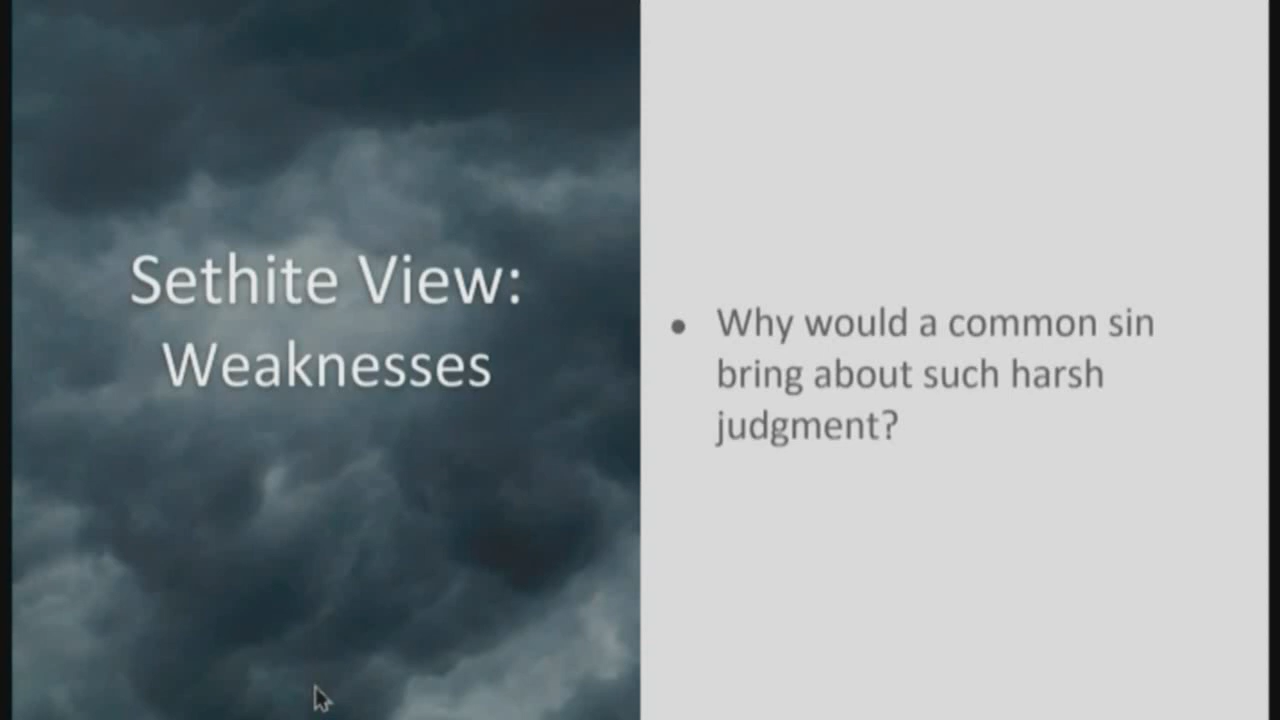 Sethite View:
Weaknesses
• Why would a common sin
bring about such harsh
judgment?